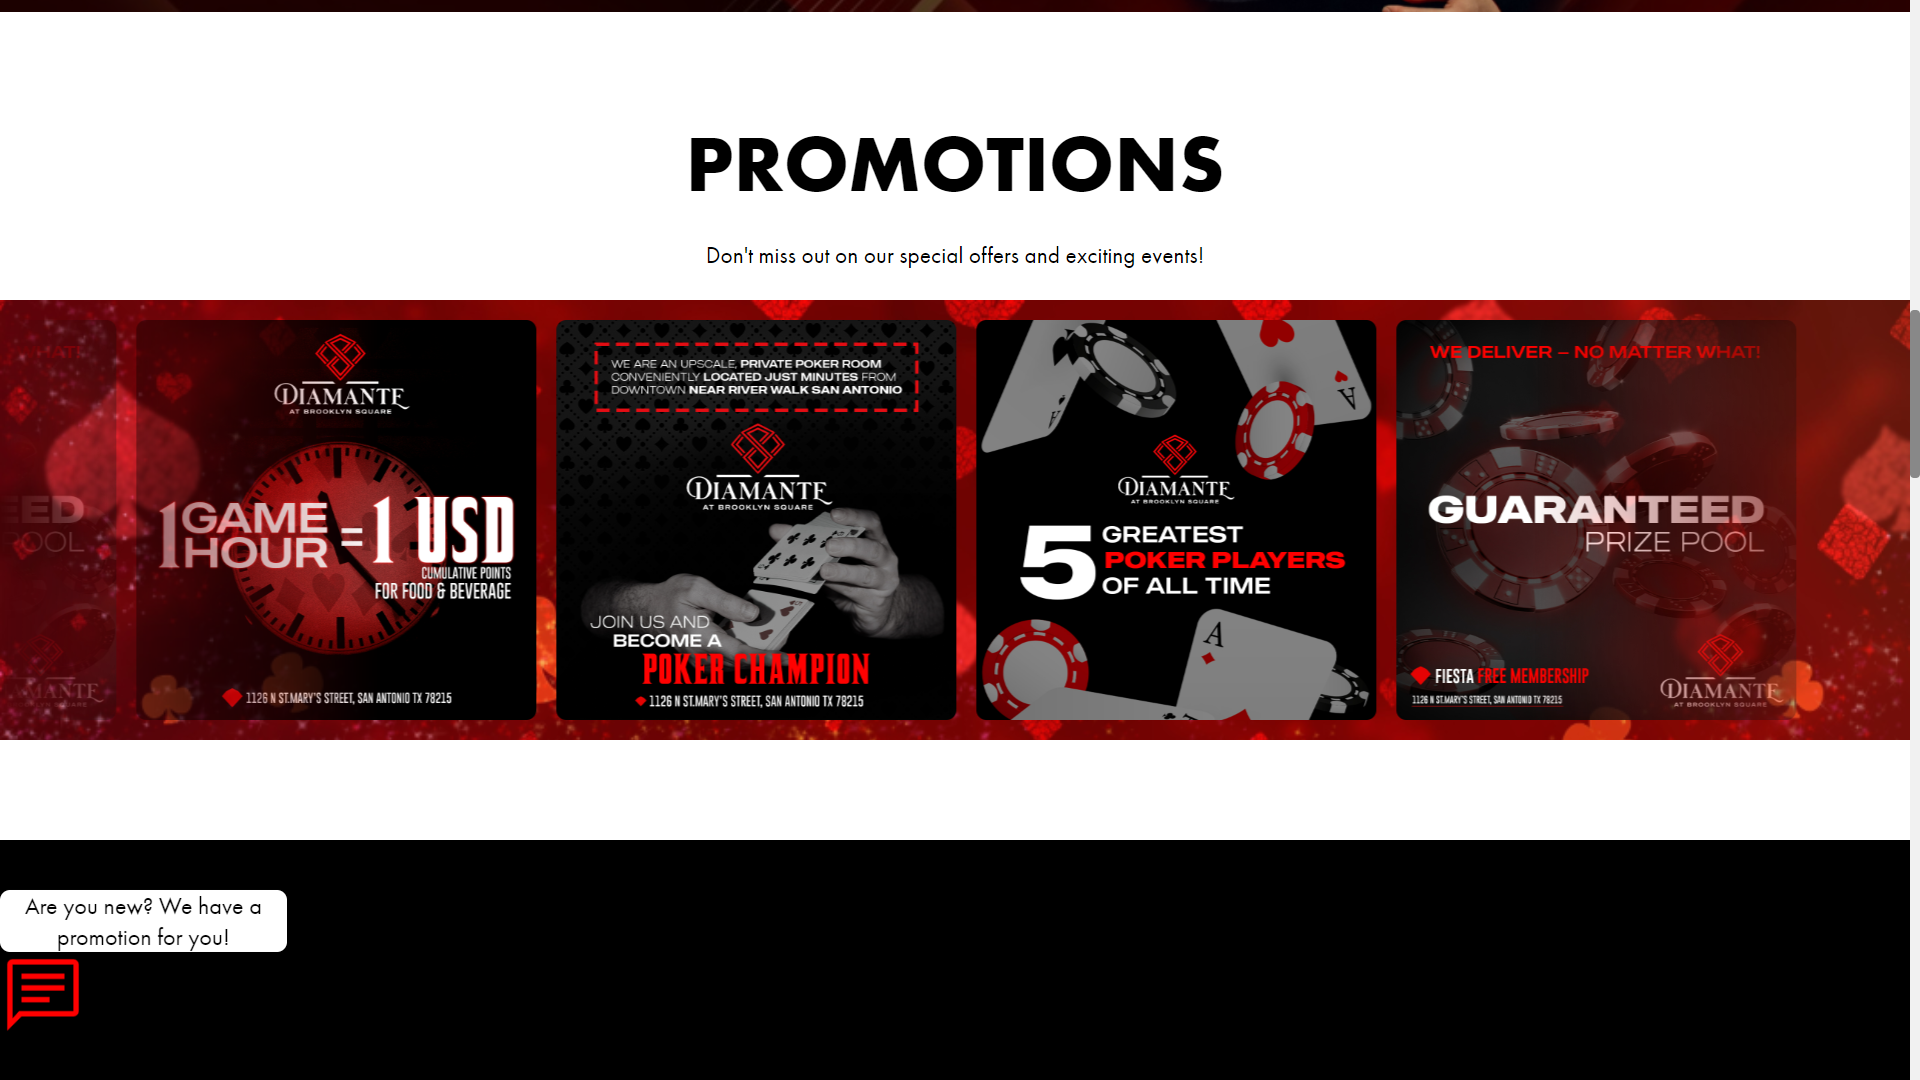 PROMOTIONS
Don't miss out on our special offers and exciting events!
WHAT!
EED
POOL
DIAMANTE
AT BROOKLYN SQUARE
1 GAME HOUR = 1 USD
CUMULATIVE POINTS
FOR FOOD & BEVERAGE
1126 N ST.MARY'S STREET, SAN ANTONIO TX 78215
WE ARE AN UPSCALE, PRIVATE POKER ROOM
CONVENIENTLY LOCATED JUST MINUTES FROM
DOWNTOWN NEAR RIVER WALK SAN ANTONIO
DIAMANTE
AT BROOKLYN SQUARE
JOIN US AND
BECOME A
POKER CHAMPION
1126 N ST.MARY'S STREET, SAN ANTONIO TX 78215
A
A
DIAMANTE
AT BROOKLYN SQUARE
5 GREATEST
POKER PLAYERS
OF ALL TIME
A
WE DELIVER – NO MATTER WHAT!
GUARANTEED
PRIZE POOL
FIESTA FREE MEMBERSHIP
1126 N ST.MARY'S STREET, SAN ANTONIO TX 78215
DIAMANTE
AT BROOKLYN SQUARE
Are you new? We have a
promotion for you!